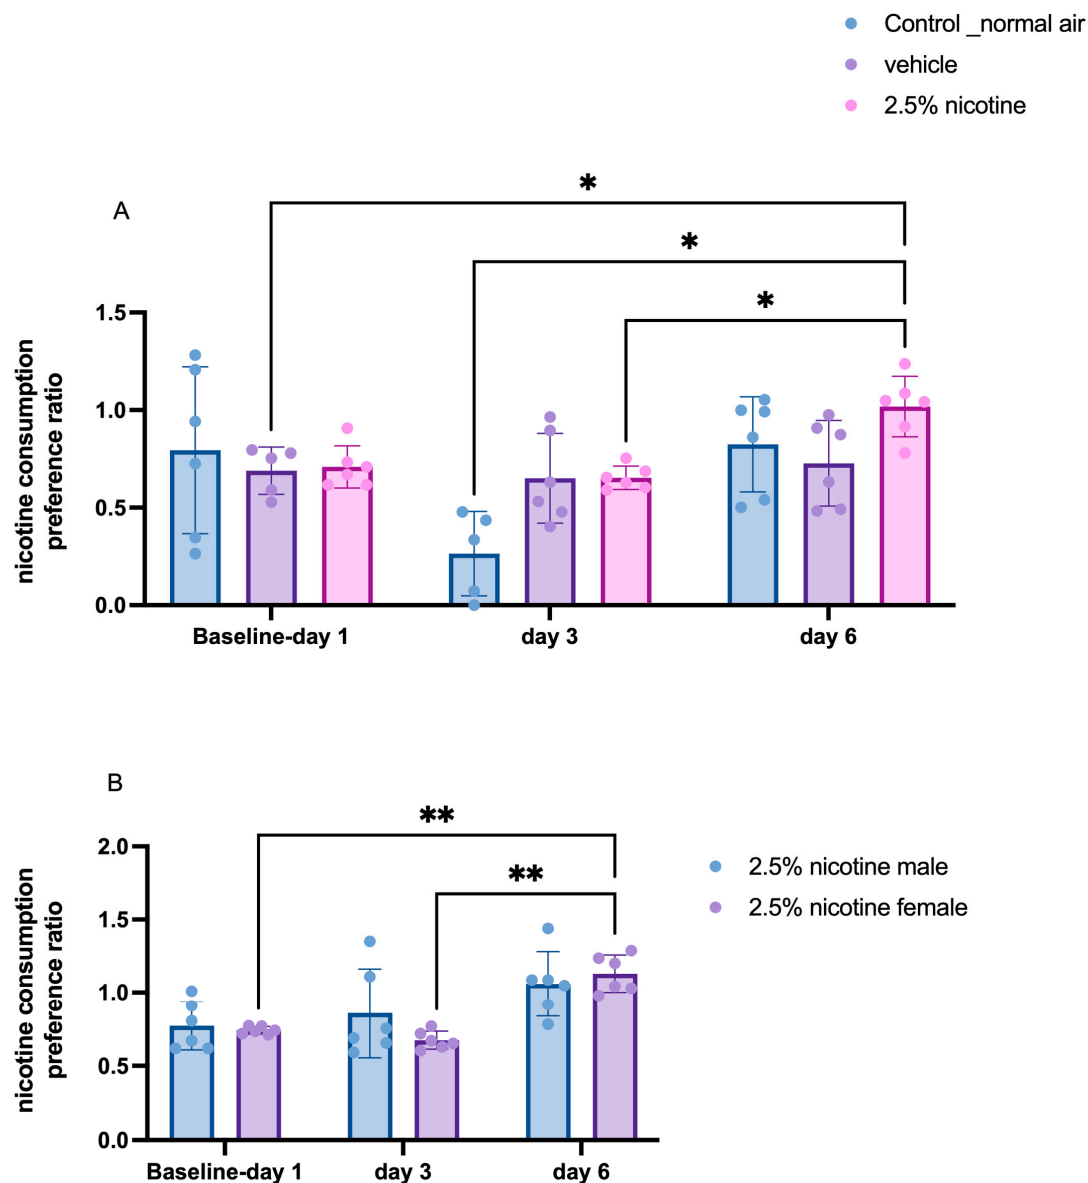 Control _normal air
vehicle
2.5% nicotine
A
*
*
*
nicotine consumption
preference ratio
1.5
1.0
0.5
0.0
Baseline-day 1 day 3 day 6
B
**
**
nicotine consumption
preference ratio
2.0
1.5
1.0
0.5
0.0
2.5% nicotine male
2.5% nicotine female
Baseline-day 1 day 3 day 6